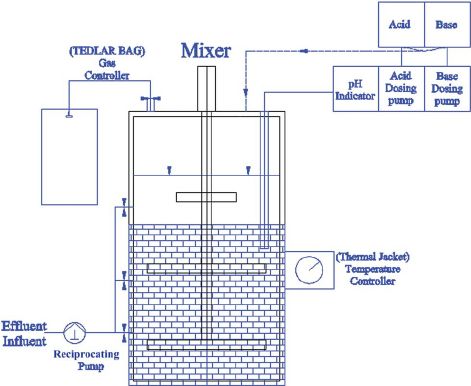 Acid
Base
(TEDLAR BAG)
Gas
Controller
Mixer
pH
Indicator
Acid
Dosing
pump
Base
Dosing
pump
(Thermal Jacket)
Temperature
Controller
Effluent
Influent
Reciprocating
Pump